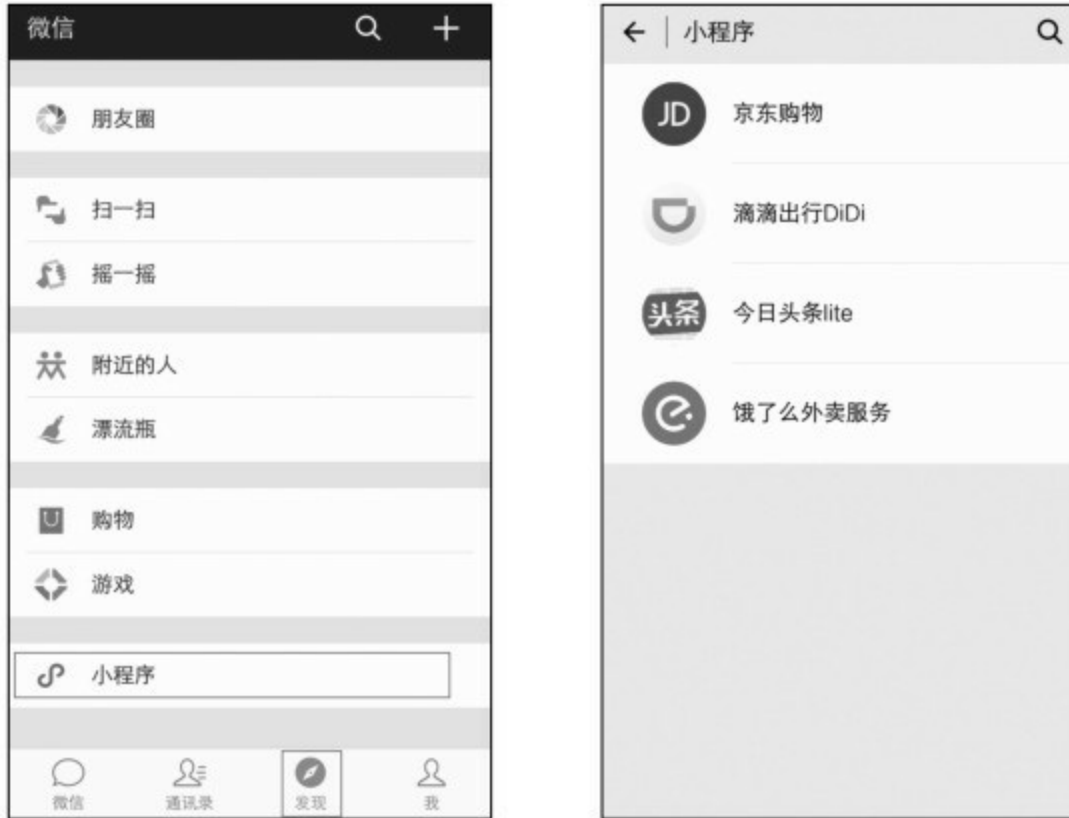 微信
朋友圈
扫一扫
摇一摇
附近的人
漂流瓶
购物
游戏
小程序
微信 通讯录 发现 我
小程序
JD 京东购物
滴滴出行DiDi
头条 今日头条lite
饿了么外卖服务